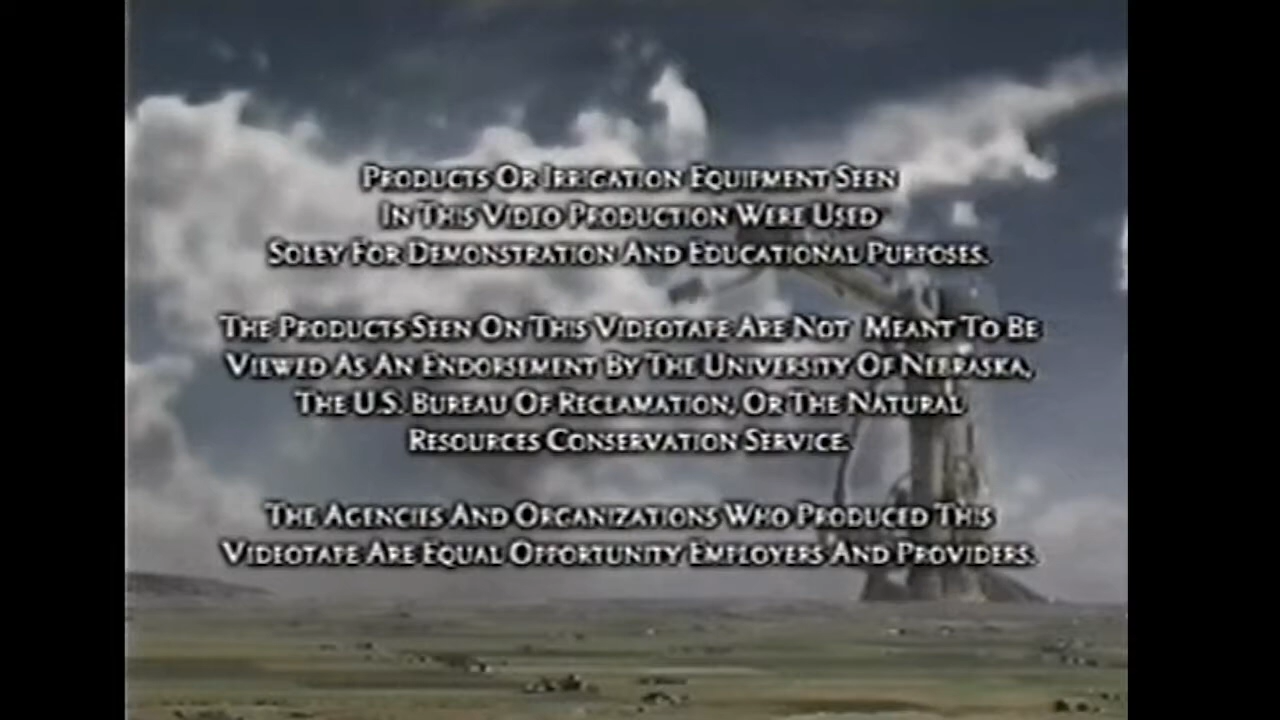 Products Or Irrigation Equipment Seen
In This Video Production Were Used
Soley For Demonstration And Educational Purposes.
The Products Seen On This Videotape Are Not Meant To Be
Viewed As An Endorsement By The University Of Nebraska,
The U.S. Bureau Of Reclamation, Or The Natural
Resources Conservation Service.
The Agencies And Organizations Who Produced This
Videotape Are Equal Opportunity Employers And Providers.